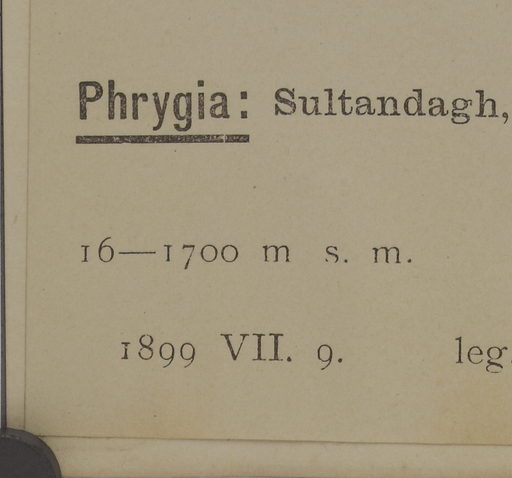 Phrygia: Sultandagh,
16—1700 m s. m.
1899 VII. 9. leg.